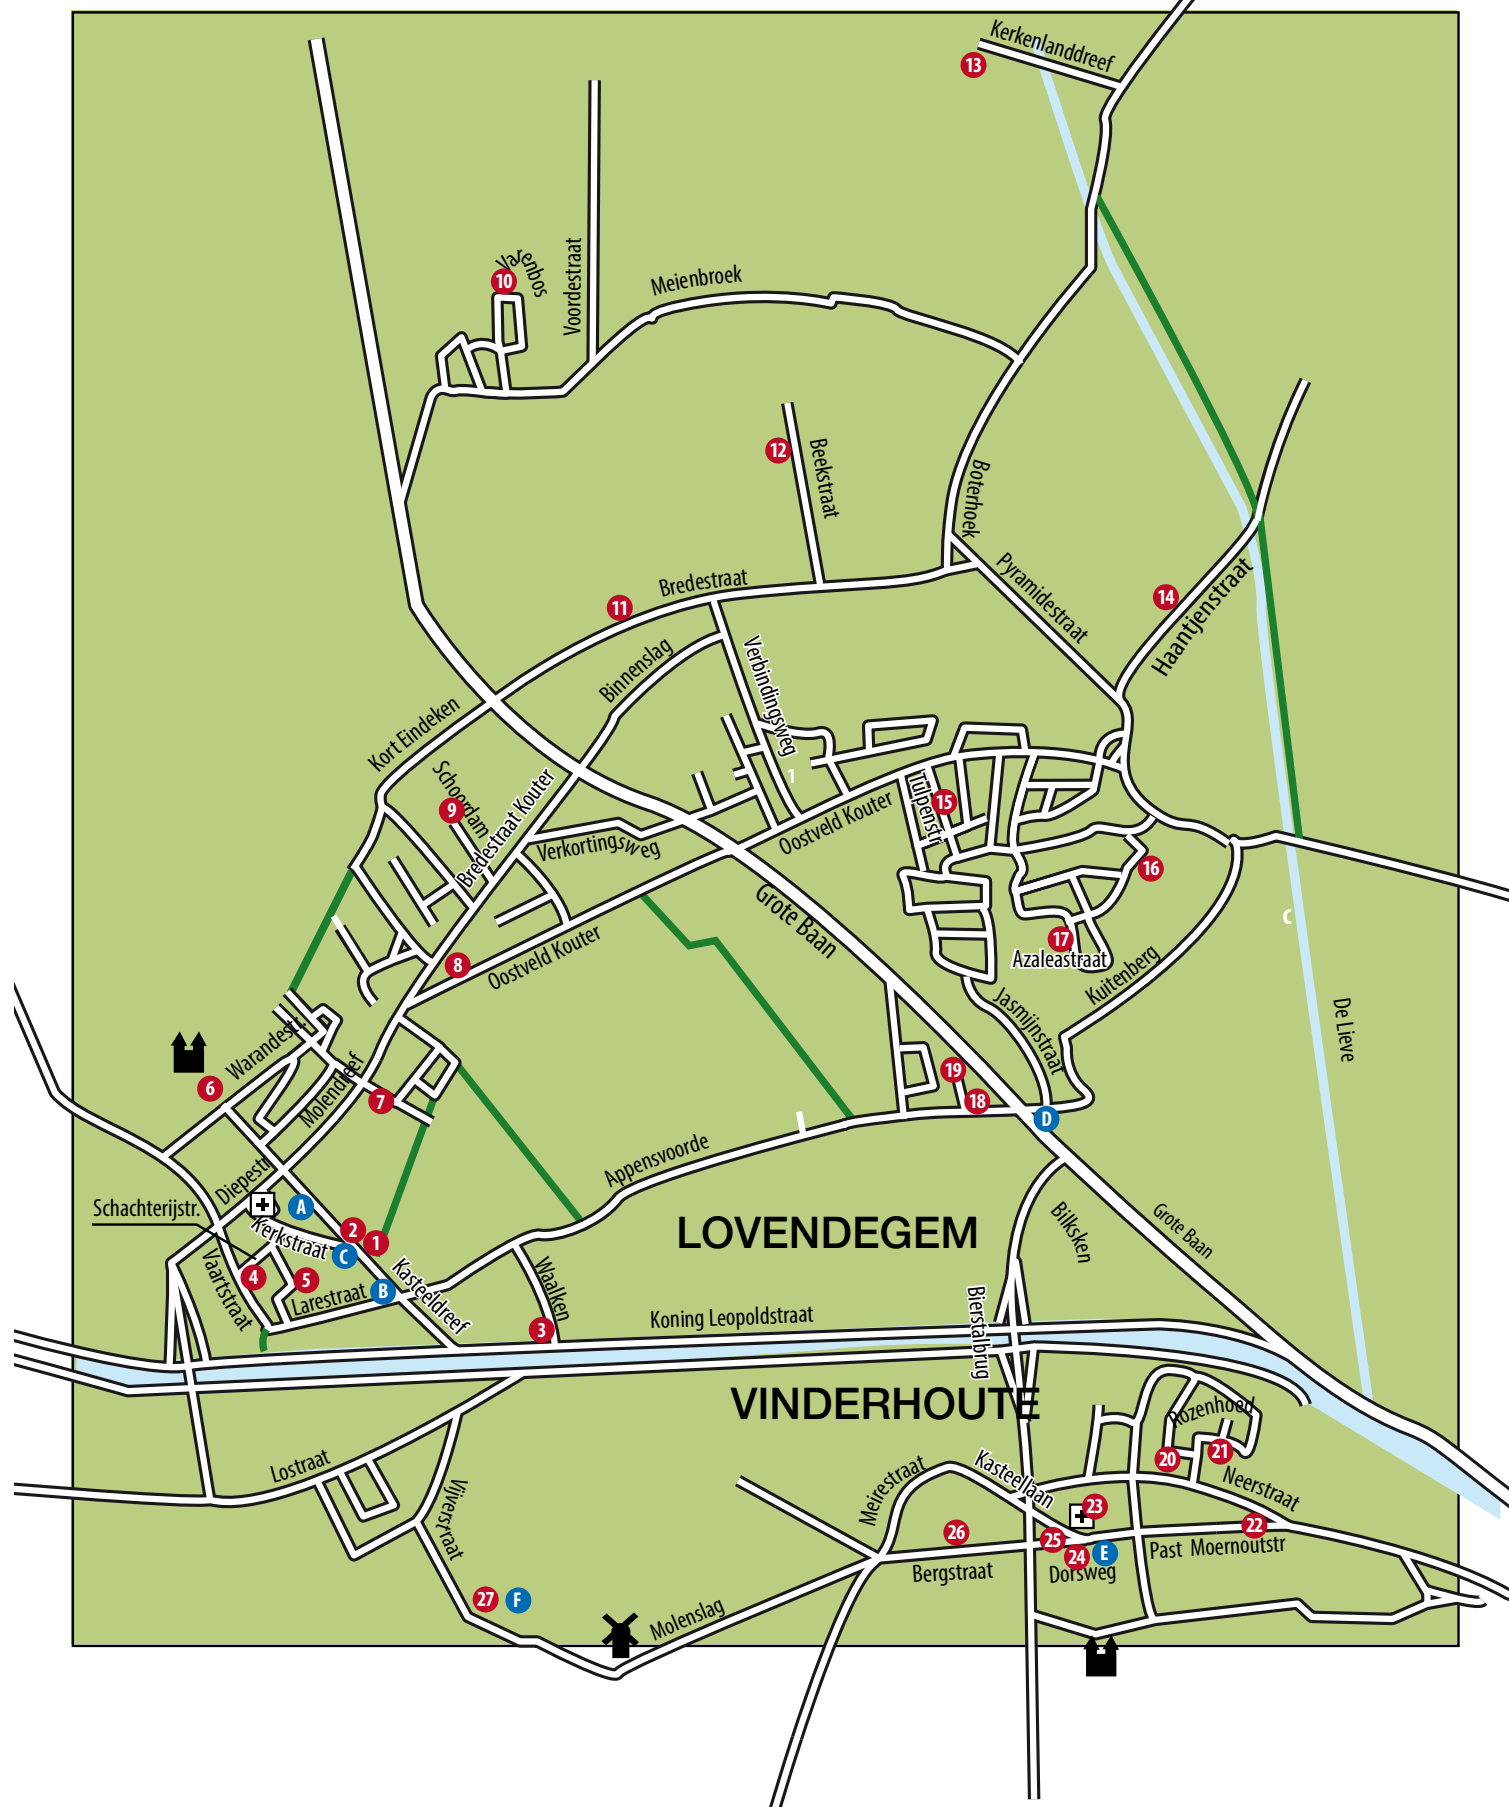 Kerkenlanddreef
13
Varenbos
10
Voordestraat
Meienbroek
12
Beekstraat
Boterhoek
Bredestraat
11
Pyramidestraat
14
Haantjenstraat
Binnenslag
Verbindingsweg
Kort Eindeken
1
Schoordam
9
Bredestraat Kouter
Verkortingsweg
Oostveld Kouter
Tulpenstr.
15
16
Grote Baan
C
17
Azaleastraat
8
Oostveld Kouter
Kuitenberg
Jasmijnstraat
De Lieve
Warandestr.
6
Molendreef
7
19
18
D
Appensvoorde
Diepestr.
Schachterijstr.
A
Kerkstraat
2
1
C
LOVENDEGEM
Bilksken
Grote Baan
Vaartstraat
4
5
Larestraat
B
Kasteeldreef
Waalken
3
Koning Leopoldstraat
Bierstalbrug
VINDERHOUTE
Rozenhoed
20
21
Neerstraat
Lostraat
Vijverstraat
Meirestraat
Kasteellaan
23
22
26
25
24
E
Past Moernoutstr
Bergstraat
Dorsweg
27
F
Molenslag